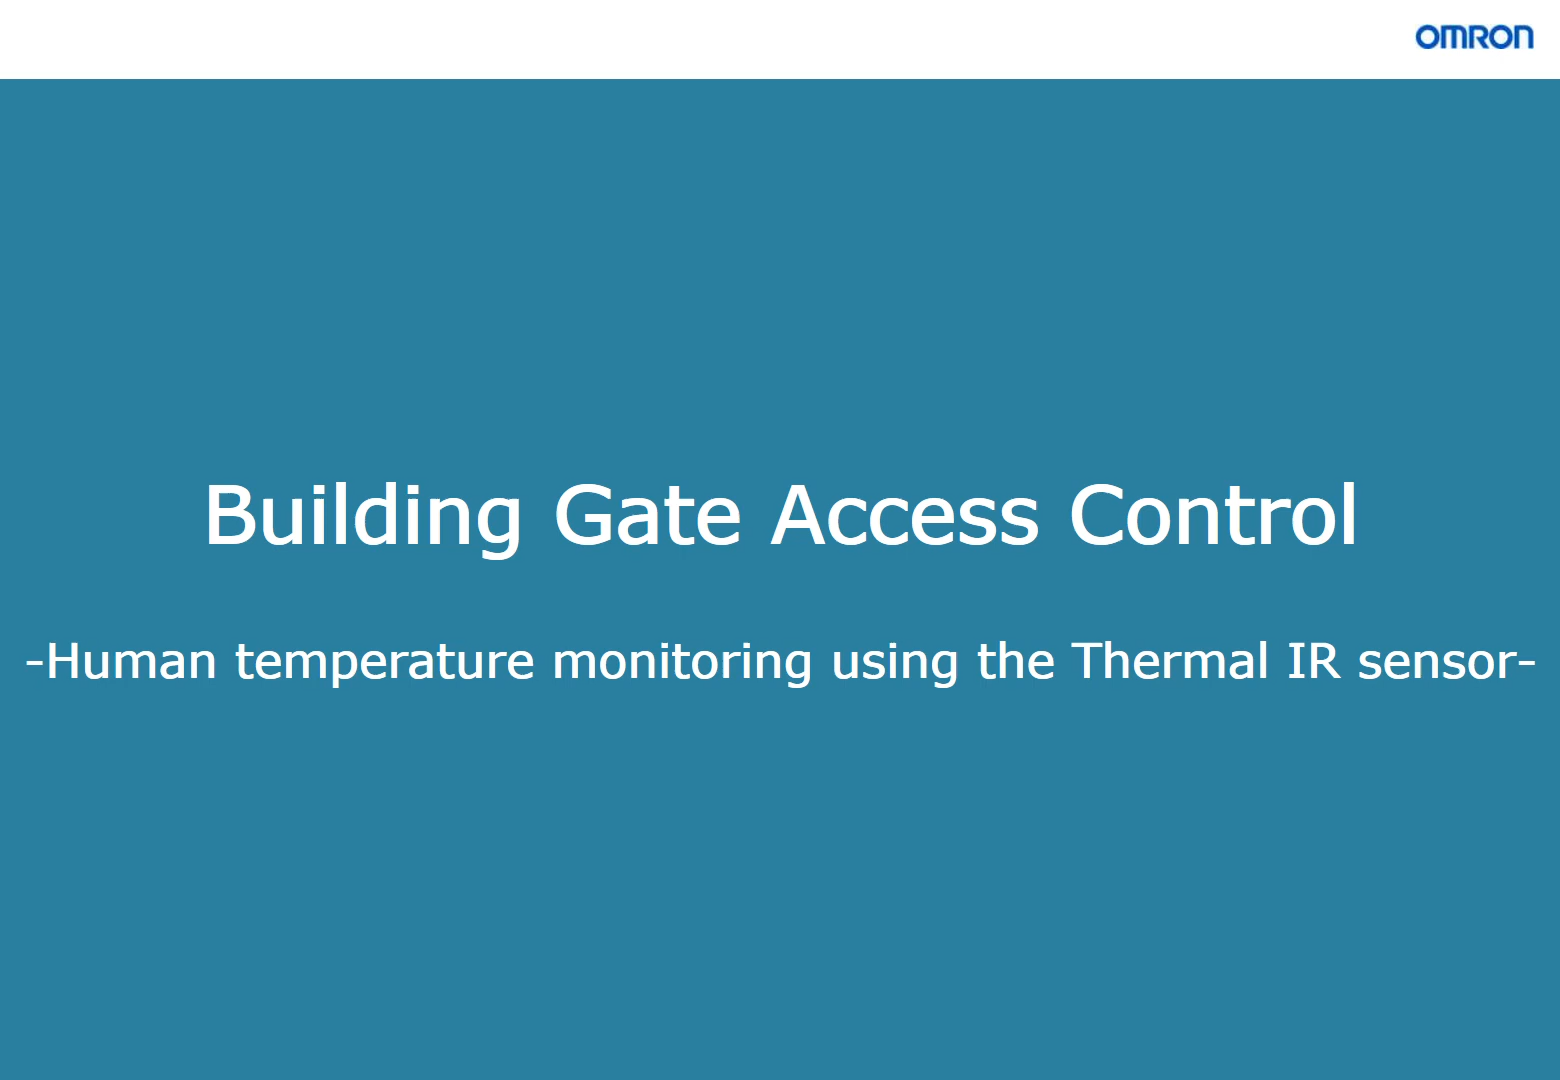 OMRON
Building Gate Access Control
-Human temperature monitoring using the Thermal IR sensor-